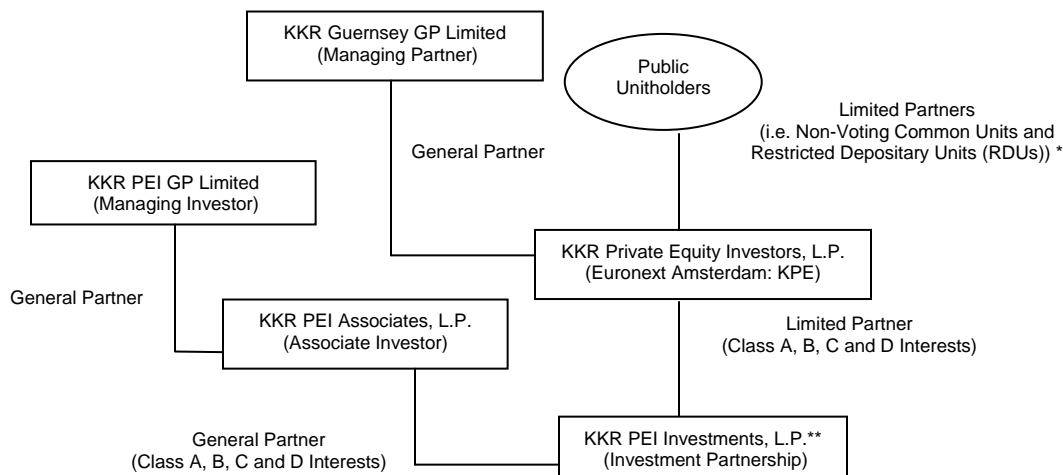 KKR Guernsey GP Limited
(Managing Partner)
Public
Unitholders
Limited Partners
(i.e. Non-Voting Common Units and
Restricted Depositary Units (RDUs)) *
General Partner
KKR PEI GP Limited
(Managing Investor)
KKR Private Equity Investors, L.P.
(Euronext Amsterdam: KPE)
General Partner
KKR PEI Associates, L.P.
(Associate Investor)
Limited Partner
(Class A, B, C and D Interests)
General Partner
(Class A, B, C and D Interests)
KKR PEI Investments, L.P.**
(Investment Partnership)